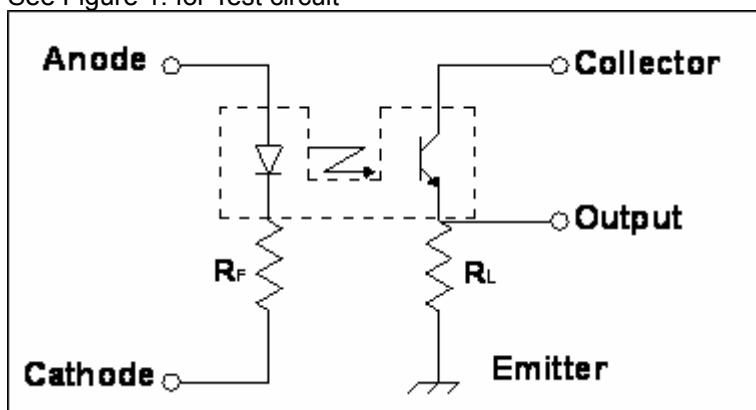 See Figure 1. for Test circuit
Anode
Collector
Output
RF
RL
Cathode
Emitter